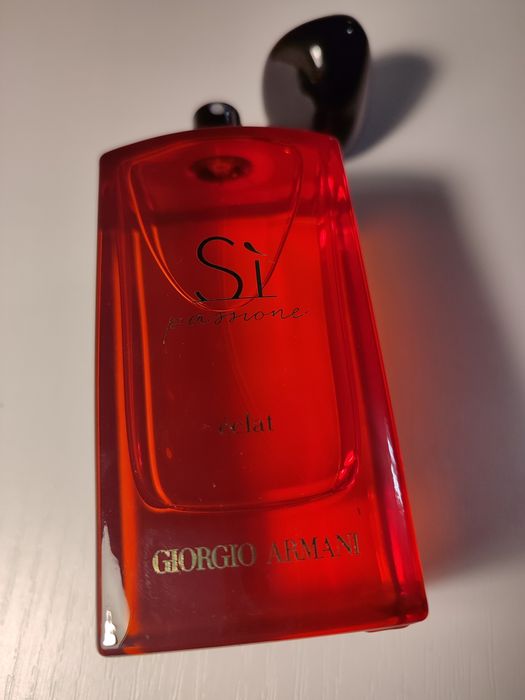 Sì
passione
éclat
GIORGIO ARMANI